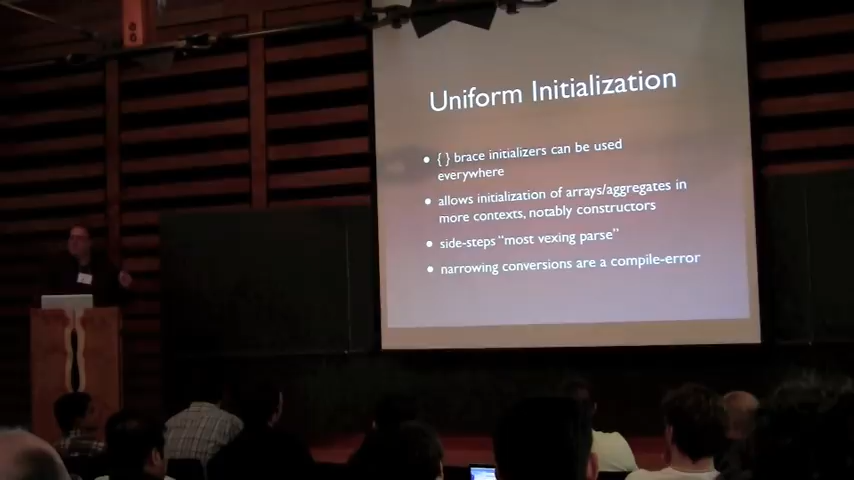 Uniform Initialization
• { } brace initializers can be used
everywhere
• allows initialization of arrays/aggregates in
more contexts, notably constructors
• side-steps “most vexing parse”
• narrowing conversions are a compile-error